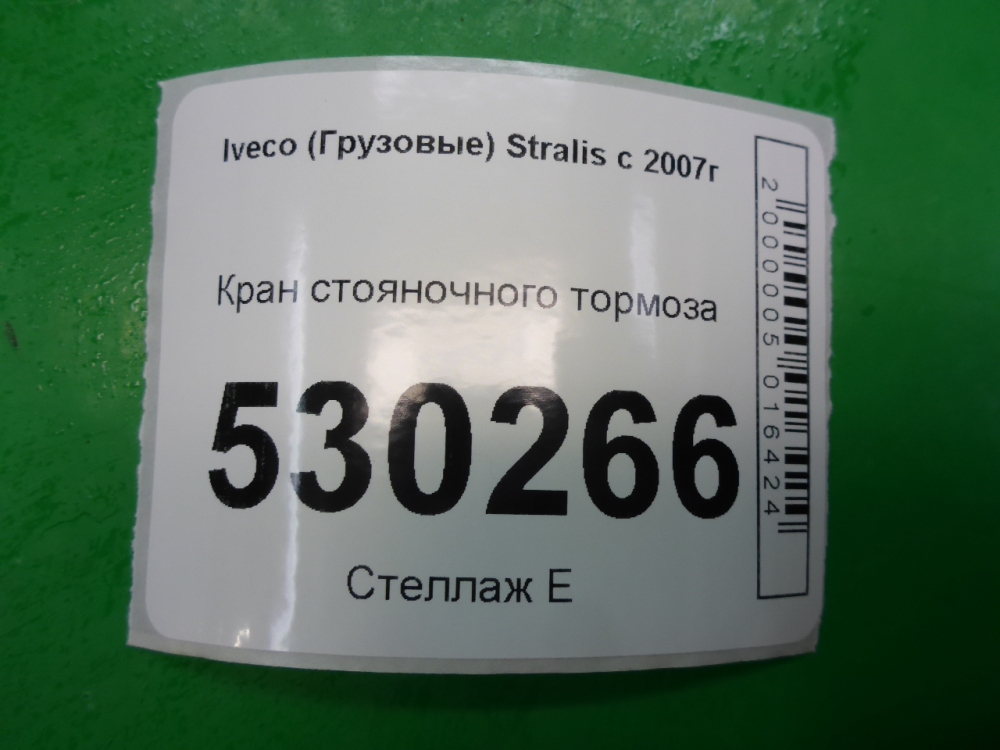 Iveco (Грузовые) Stralis с 2007г
Кран стояночного тормоза
530266
Стеллаж Е
2000005016424